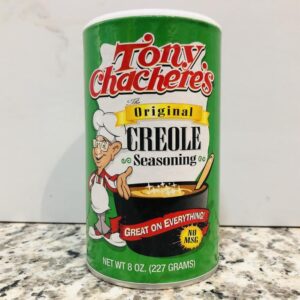 Tony
Chachere's
The
Original
CREOLE
Seasoning
GREAT ON EVERYTHING!
NO
MSG
NET WT 8 OZ. (227 GRAMS)